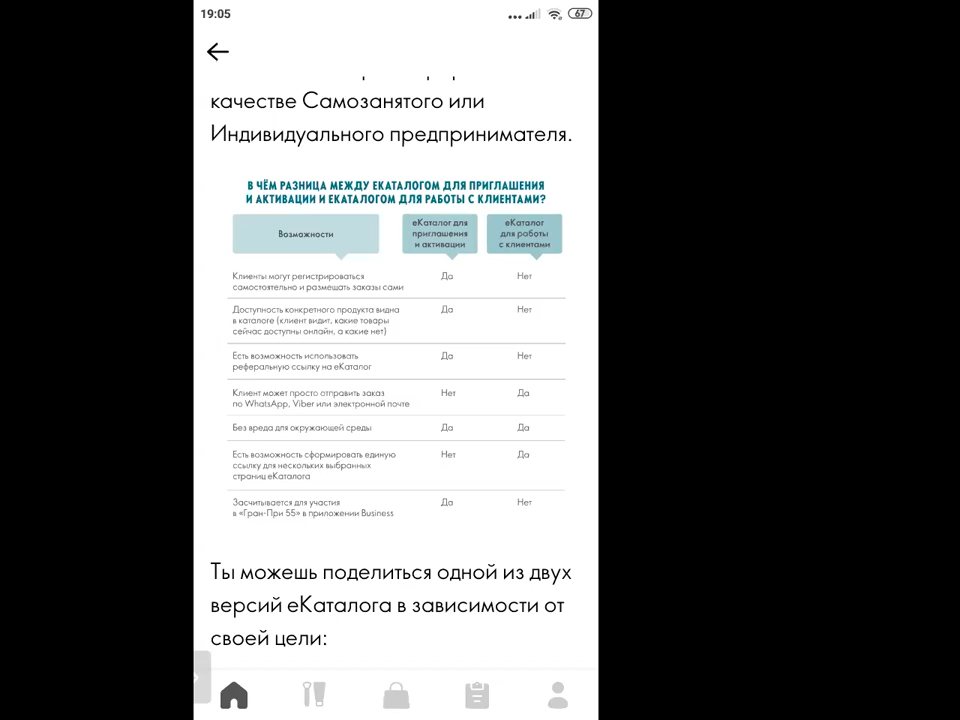 19:05
67
качестве Самозанятого или
Индивидуального предпринимателя.
В ЧЁМ РАЗНИЦА МЕЖДУ ЕКАТАЛОГОМ ДЛЯ ПРИГЛАШЕНИЯ
И АКТИВАЦИИ И ЕКАТАЛОГОМ ДЛЯ РАБОТЫ С КЛИЕНТАМИ?
Возможности
еКаталог для
приглашения
и активации
еКаталог
для работы
с клиентами
Клиенты могут регистрироваться
самостоятельно и размещать заказы сами
Да
Нет
Доступность конкретного продукта видна
в каталоге (клиент видит, какие товары
сейчас доступны онлайн, а какие нет)
Да
Нет
Есть возможность использовать
реферальную ссылку на еКаталог
Да
Нет
Клиент может просто отправить заказ
по WhatsApp, Viber или электронной почте
Нет
Да
Без вреда для окружающей среды
Да
Да
Есть возможность сформировать единую
ссылку для нескольких выбранных
страниц еКаталога
Нет
Да
Засчитывается для участия
в «Гран-При 55» в приложении Business
Да
Нет
Ты можешь поделиться одной из двух
версий еКаталога в зависимости от
своей цели: